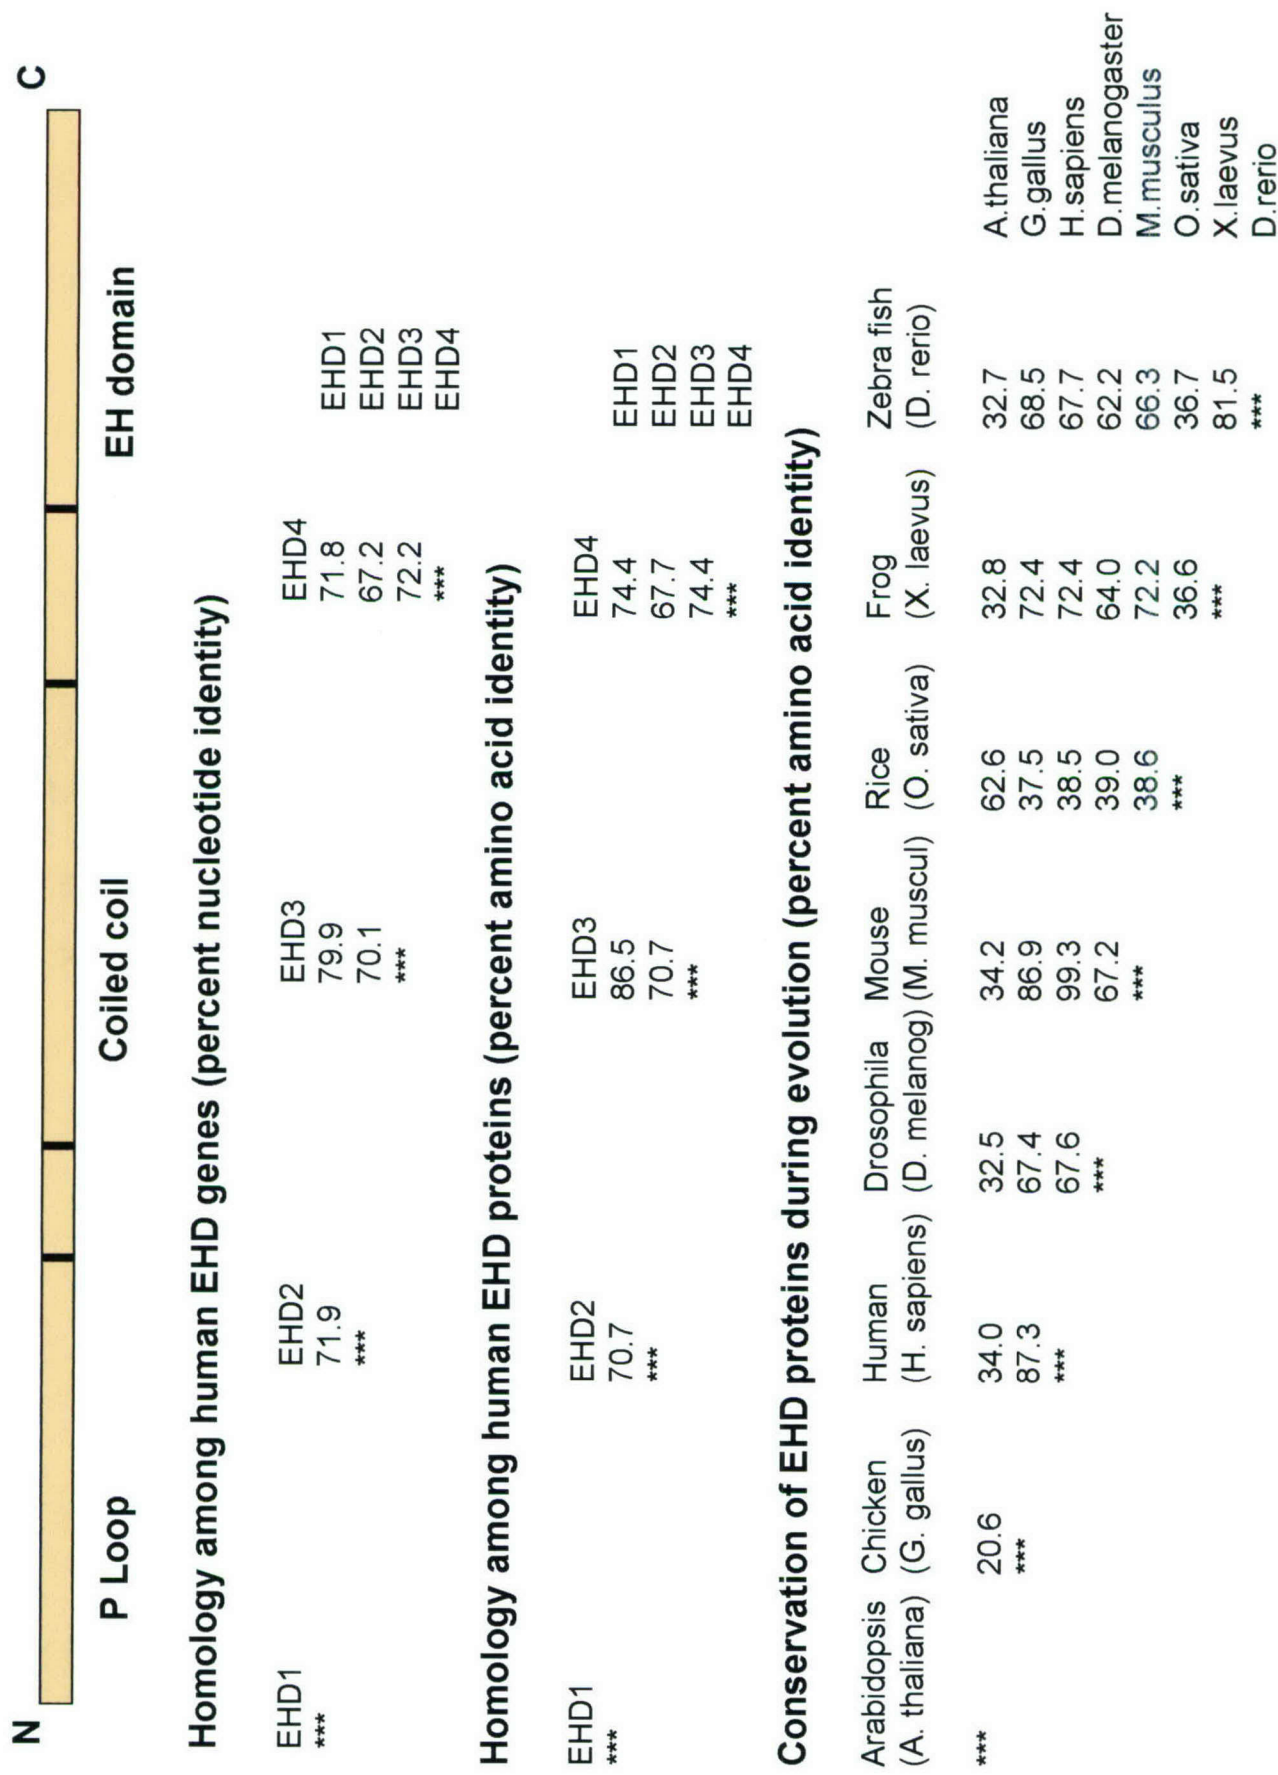 N C
P Loop Coiled coil EH domain
Homology among human EHD genes (percent nucleotide identity)
EHD1 EHD2 EHD3 EHD4
*** 71.9 79.9 71.8 EHD1
*** 70.1 67.2 EHD2
*** 72.2 EHD3
*** EHD4
Homology among human EHD proteins (percent amino acid identity)
EHD1 EHD2 EHD3 EHD4
*** 70.7 86.5 74.4 EHD1
*** 70.7 67.7 EHD2
*** 74.4 EHD3
*** EHD4
Conservation of EHD proteins during evolution (percent amino acid identity)
Arabidopsis Chicken Human Drosophila Mouse Rice Frog Zebra fish
(A. thaliana) (G. gallus) (H. sapiens) (D. melanog) (M. muscul) (O. sativa) (X. laevus) (D. rerio)
*** 20.6 34.0 32.5 34.2 62.6 32.8 32.7 A.thaliana
*** 87.3 67.4 86.9 37.5 72.4 68.5 G.gallus
*** 67.6 99.3 38.5 72.4 67.7 H.sapiens
*** 67.2 39.0 64.0 62.2 D.melanogaster
*** 38.6 72.2 66.3 M.musculus
*** 36.6 36.7 O.sativa
*** 81.5 X.laevus
*** D.rerio